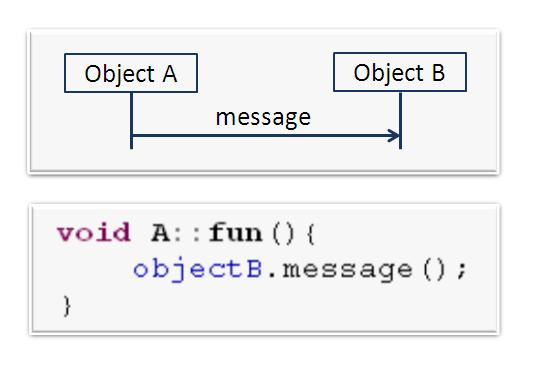 Object A Object B
message
void A::fun(){
objectB.message();
}